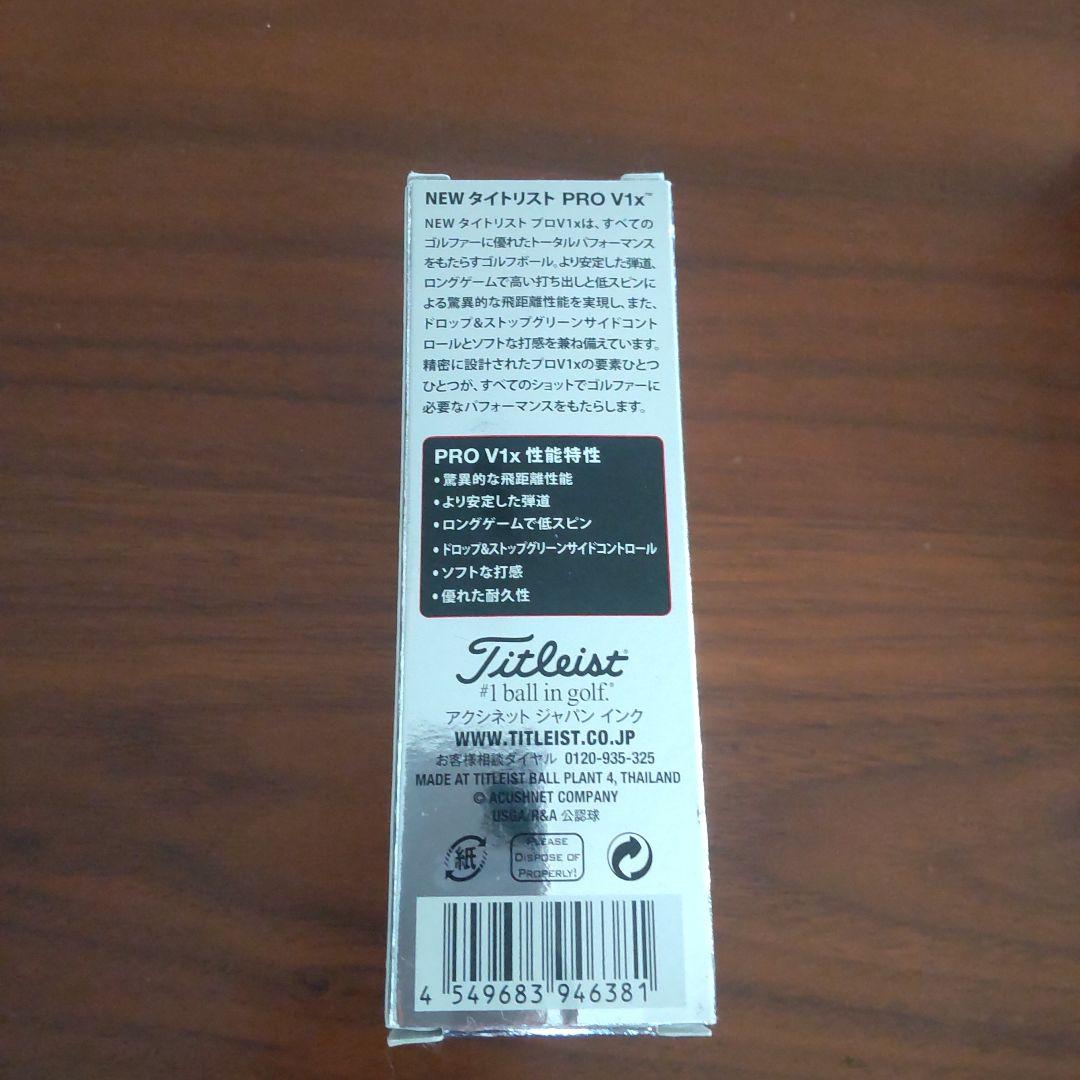 NEW タイトリスト PRO V1x™
NEW タイトリスト プロV1xは、すべての
ゴルファーに優れたトータルパフォーマンス
をもたらすゴルフボール。より安定した弾道、
ロングゲームで高い打ち出しと低スピンに
よる驚異的な飛距離性能を実現し、また、
ドロップ&ストップグリーンサイドコント
ロールとソフトな打感を兼ね備えています。
精密に設計されたプロV1xの要素ひとつ
ひとつが、すべてのショットでゴルファーに
必要なパフォーマンスをもたらします。
PRO V1x 性能特性
•驚異的な飛距離性能
•より安定した弾道
•ロングゲームで低スピン
•ドロップ&ストップグリーンサイドコントロール
•ソフトな打感
•優れた耐久性
Titleist®
#1 ball in golf.®
アクシネット ジャパン インク
WWW.TITLEIST.CO.JP
お客様相談ダイヤル 0120-935-325
MADE AT TITLEIST BALL PLANT 4, THAILAND
© ACUSHNET COMPANY
USGA/R&A 公認球
紙
PLEASE
DISPOSE OF
PROPERLY!
4 549683 946381